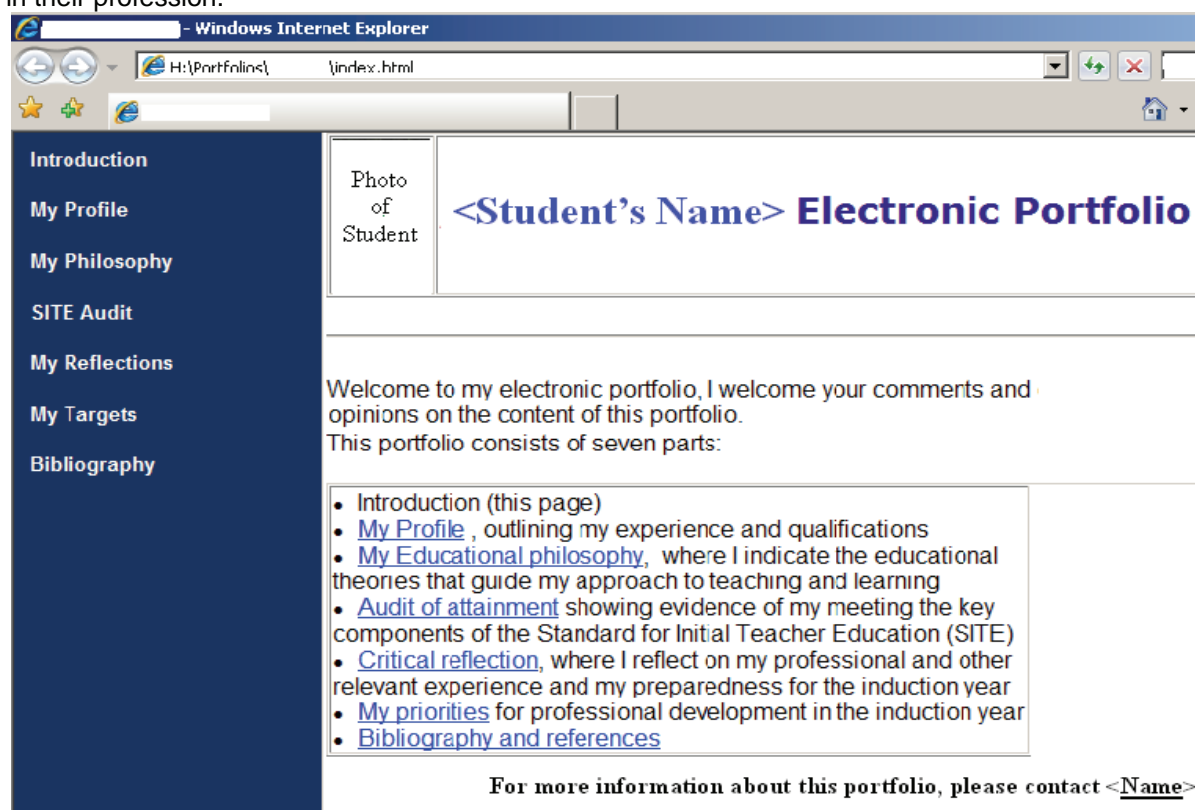 in their profession.
- Windows Internet Explorer
H:\Portfolios\ \index.html
Introduction
My Profile
My Philosophy
SITE Audit
My Reflections
My Targets
Bibliography
Photo
of
Student
<Student's Name> Electronic Portfolio
Welcome to my electronic portfolio, I welcome your comments and
opinions on the content of this portfolio.
This portfolio consists of seven parts:
• Introduction (this page)
• My Profile , outlining my experience and qualifications
• My Educational philosophy, where I indicate the educational
theories that guide my approach to teaching and learning
• Audit of attainment showing evidence of my meeting the key
components of the Standard for Initial Teacher Education (SITE)
• Critical reflection, where I reflect on my professional and other
relevant experience and my preparedness for the induction year
• My priorities for professional development in the induction year
• Bibliography and references
For more information about this portfolio, please contact <Name>